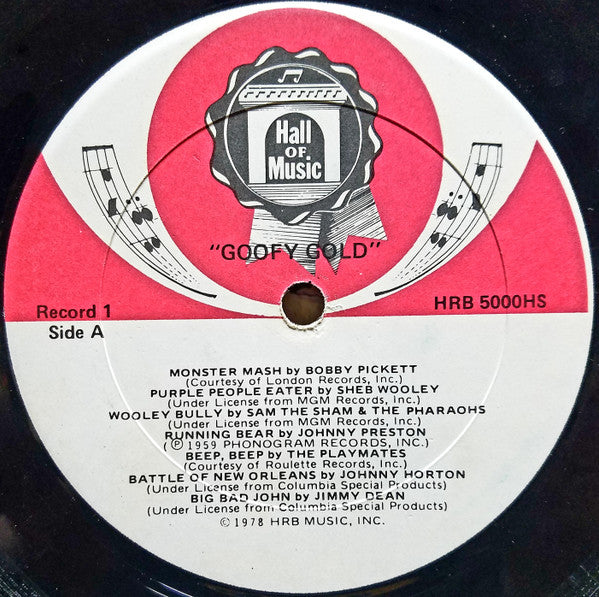 Hall
OF
Music
"GOOFY GOLD"
Record 1
Side A
HRB 5000HS
MONSTER MASH by BOBBY PICKETT
(Courtesy of London Records, Inc.)
PURPLE PEOPLE EATER by SHEB WOOLEY
(Under License from MGM Records, Inc.)
WOOLEY BULLY by SAM THE SHAM & THE PHARAOHS
(Under License from MGM Records, Inc.)
RUNNING BEAR by JOHNNY PRESTON
(Ⓟ 1959 PHONOGRAM RECORDS, INC.)
BEEP, BEEP by THE PLAYMATES
(Courtesy of Roulette Records, Inc.)
BATTLE OF NEW ORLEANS by JOHNNY HORTON
(Under License from Columbia Special Products)
BIG BAD JOHN by JIMMY DEAN
(Under License from Columbia Special Products)
© 1978 HRB MUSIC, INC.